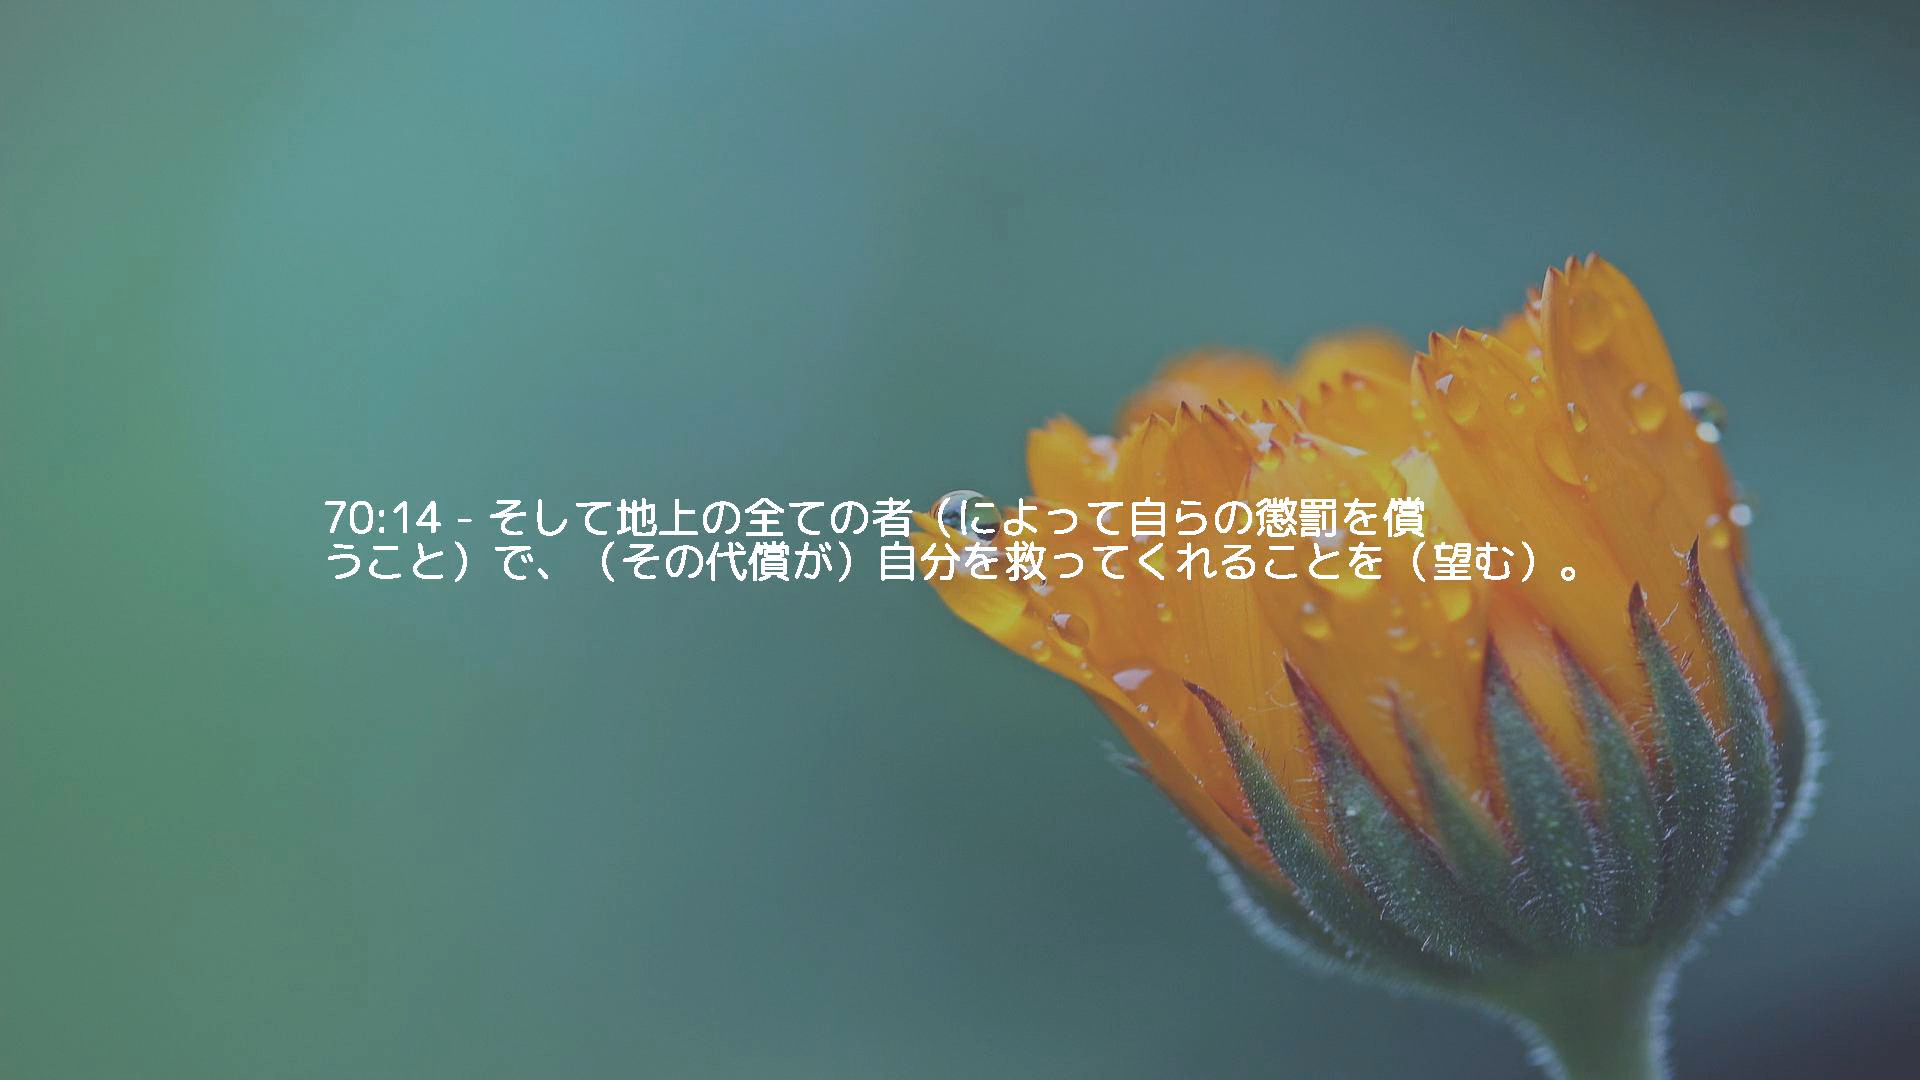 70:14 - そして地上の全ての者（によって自らの懲罰を償
うこと）で、（その代償が）自分を救ってくれることを（望む）。